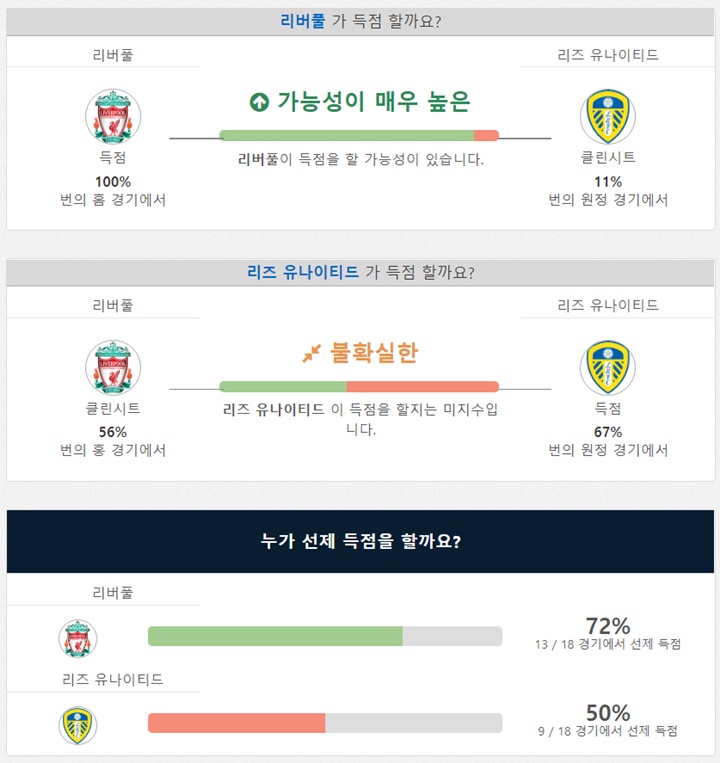 리버풀 가 득점 할까요?
리버풀
리즈 유나이티드
가능성이 매우 높은
LIVERPOOL
리버풀이 득점을 할 가능성이 있습니다.
득점
100%
번의 홈 경기에서
클린시트
11%
번의 원정 경기에서
리즈 유나이티드 가 득점 할까요?
리버풀
리즈 유나이티드
불확실한
LIVERPOOL
리즈 유나이티드 이 득점을 할지는 미지수입
니다.
클린시트
56%
번의 홈 경기에서
득점
67%
번의 원정 경기에서
누가 선제 득점을 할까요?
리버풀
72%
13 / 18 경기에서 선제 득점
리즈 유나이티드
50%
9 / 18 경기에서 선제 득점